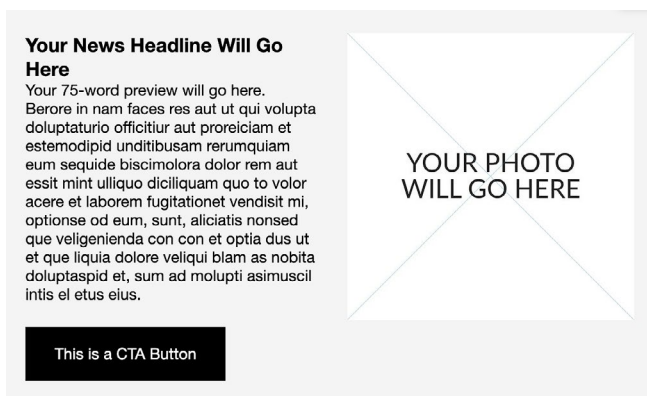 Your News Headline Will Go
Here
Your 75-word preview will go here.
Berore in nam faces res aut ut qui volupta
doluptaturio officitiur aut proreiciam et
estemodipid unditibusam rerumquiam
eum sequide biscimolora dolor rem aut
essit mint ulliquo diciliquam quo to volor
acere et laborem fugitationet vendisit mi,
optionse od eum, sunt, aliciatis nonsed
que veligenienda con con et optia dus ut
et que liquia dolore veliqui blam as nobita
doluptaspid et, sum ad molupti asimuscil
intis el etus eius.
This is a CTA Button
YOUR PHOTO
WILL GO HERE